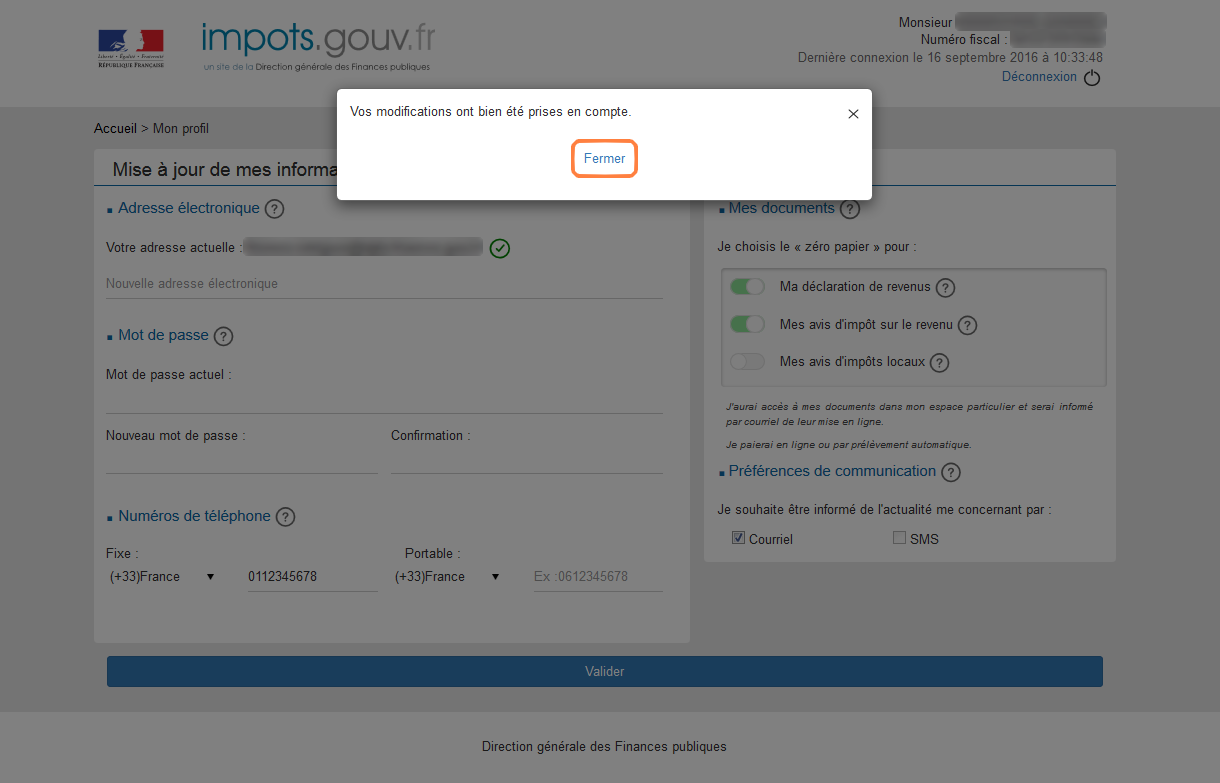 Monsieur
Numéro fiscal :
Dernière connexion le 16 septembre 2016 à 10:33:48
Déconnexion
Liberté • Égalité • Fraternité
RÉPUBLIQUE FRANÇAISE
impots.gouv.fr
un site de la Direction générale des Finances publiques
Vos modifications ont bien été prises en compte.
×
Fermer
Accueil > Mon profil
Mise à jour de mes
Adresse électronique ?
Votre adresse actuelle :
Nouvelle adresse électronique
Mot de passe ?
Mot de passe actuel :
Nouveau mot de passe : Confirmation :
Numéros de téléphone ?
Fixe : Portable :
(+33)France ▼ 0112345678 (+33)France ▼ Ex :0612345678
Mes documents ?
Je choisis le « zéro papier » pour :
Ma déclaration de revenus ?
Mes avis d'impôt sur le revenu ?
Mes avis d'impôts locaux ?
J'aurai accès à mes documents dans mon espace particulier et serai informé
par courriel de leur mise en ligne.
Je paierai en ligne ou par prélèvement automatique.
Préférences de communication ?
Je souhaite être informé de l'actualité me concernant par :
Courriel SMS
Valider
Direction générale des Finances publiques